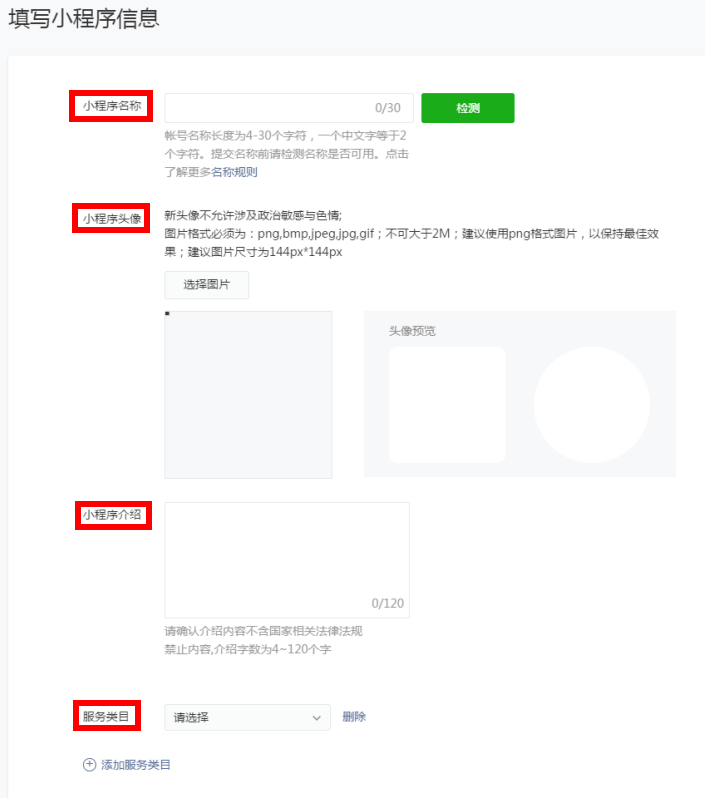 填写小程序信息
小程序名称
0/30
检测
帐号名称长度为4-30个字符，一个中文字等于2
个字符。提交名称前请检测名称是否可用。点击
了解更多名称规则
小程序头像
新头像不允许涉及政治敏感与色情;
图片格式必须为：png,bmp,jpeg,jpg,gif；不可大于2M；建议使用png格式图片，以保持最佳效
果；建议图片尺寸为144px*144px
选择图片
头像预览
小程序介绍
0/120
请确认介绍内容不含国家相关法律法规
禁止内容,介绍字数为4~120个字
服务类目
请选择
删除
添加服务类目